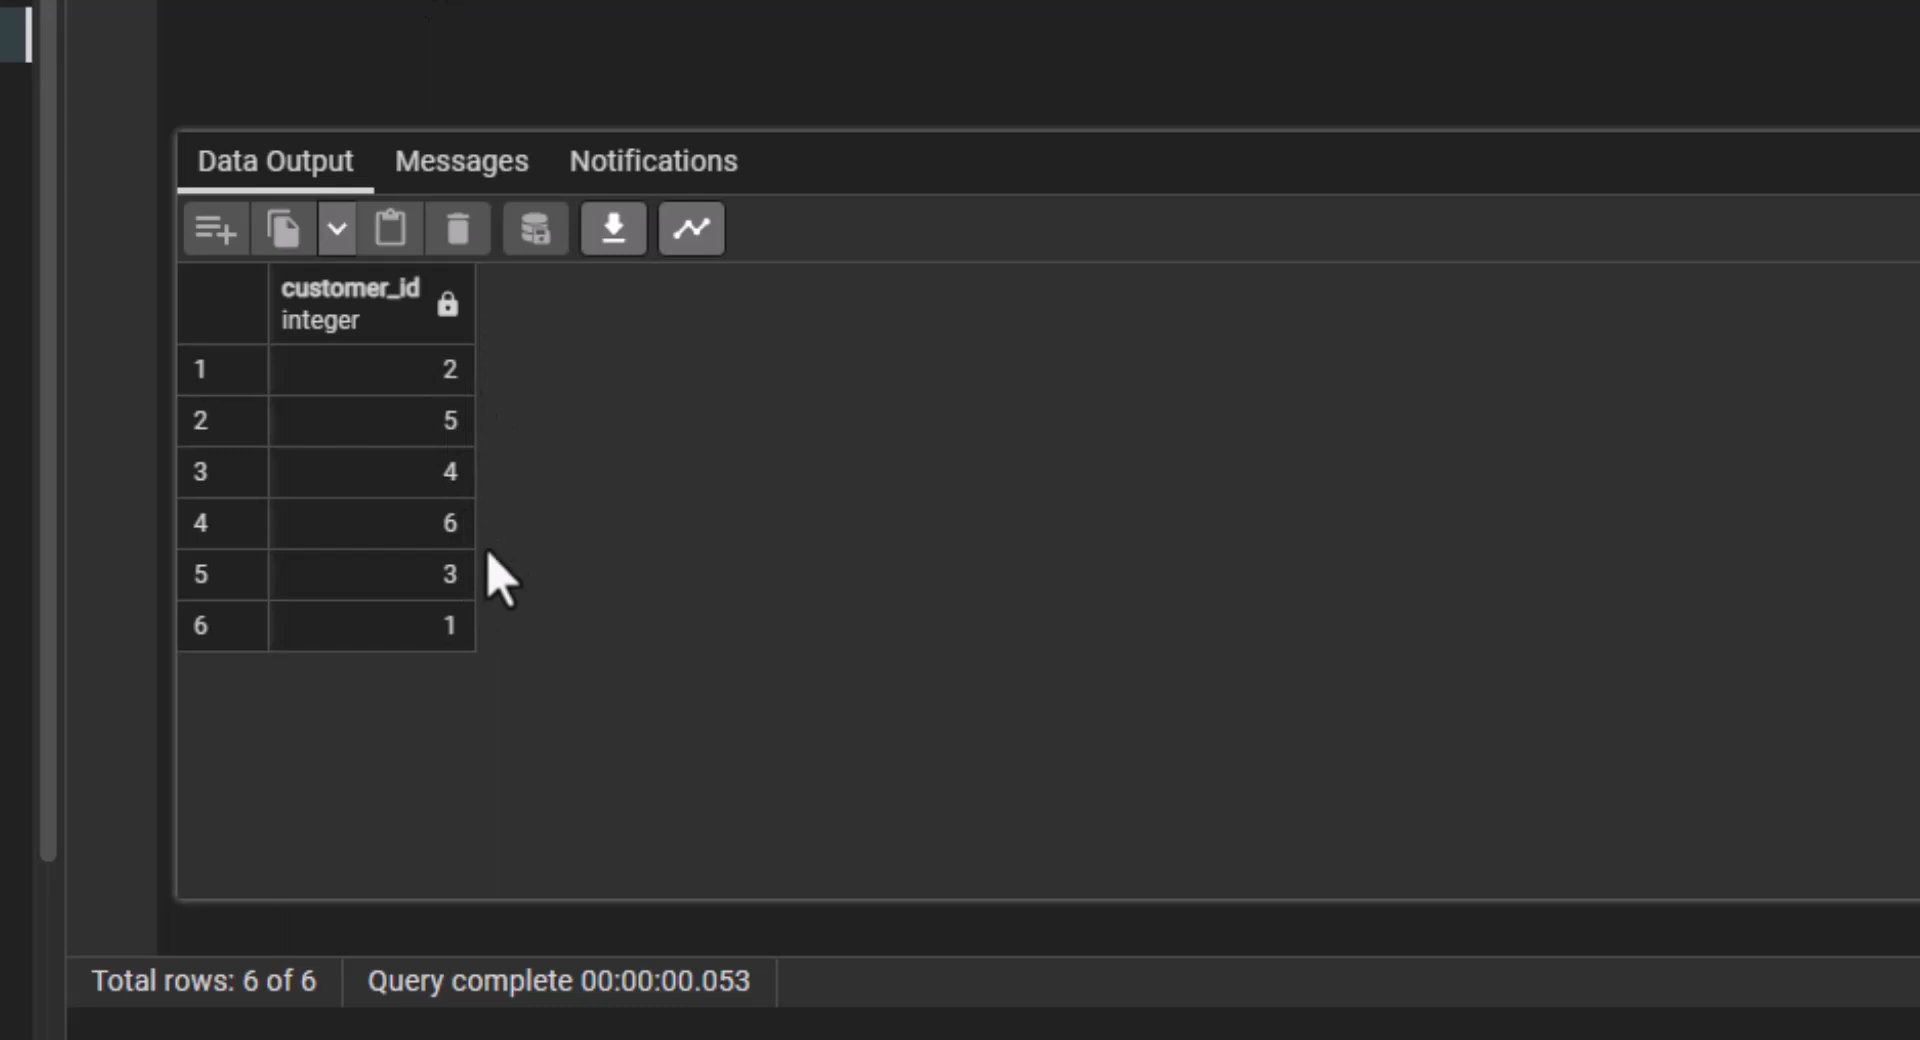 Data Output Messages Notifications
customer_id
integer
1 2
2 5
3 4
4 6
5 3
6 1
Total rows: 6 of 6 Query complete 00:00:00.053